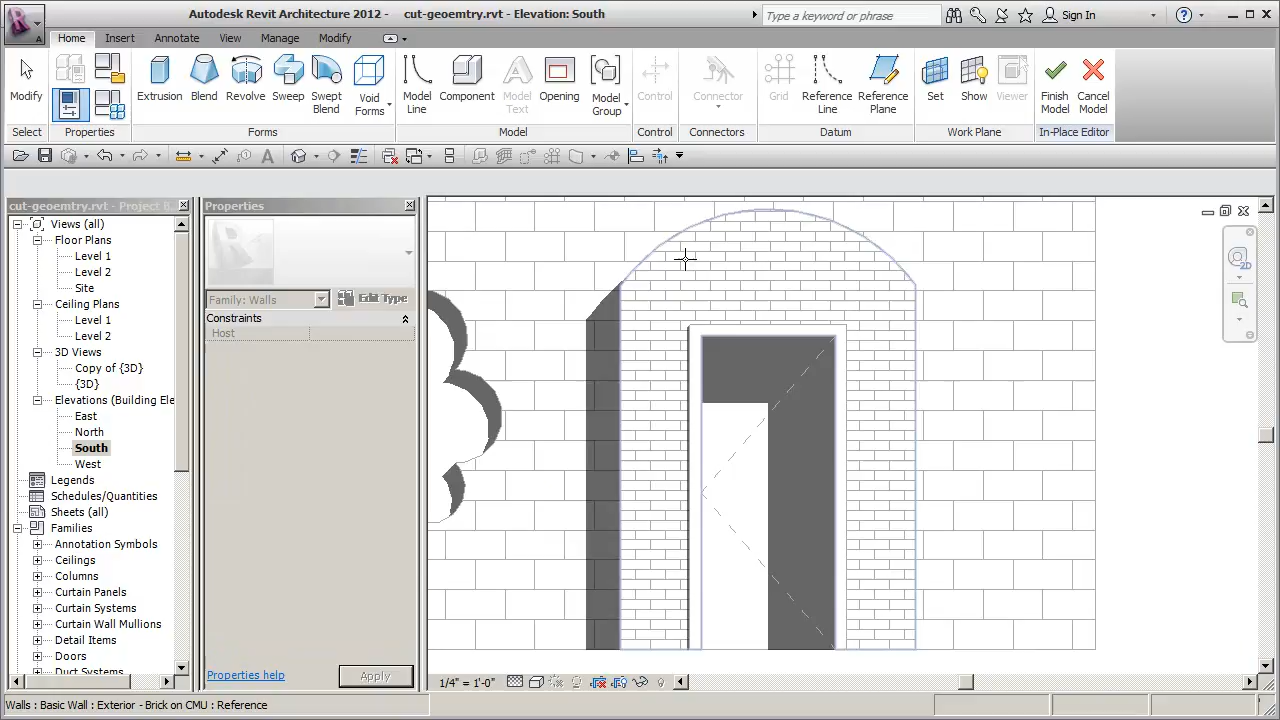 Autodesk Revit Architecture 2012 - cut-geoemtry.rvt - Elevation: South
Type a keyword or phrase
Sign In
Home Insert Annotate View Manage Modify
Modify
Extrusion Blend Revolve Sweep Swept Blend Void Forms
Model Line Component Model Text Opening Model Group
Control Connector
Grid Reference Line Reference Plane
Set Show Viewer
Finish Model Cancel Model
Select Properties Forms Model Control Connectors Datum Work Plane In-Place Editor
cut-geoemtry.rvt - Project B
Views (all)
Floor Plans
Level 1
Level 2
Site
Ceiling Plans
Level 1
Level 2
3D Views
Copy of {3D}
{3D}
Elevations (Building Ele
East
North
South
West
Legends
Schedules/Quantities
Sheets (all)
Families
Annotation Symbols
Ceilings
Columns
Curtain Panels
Curtain Systems
Curtain Wall Mullions
Detail Items
Doors
Duct Systems
Properties
Family: Walls
Edit Type
Constraints
Host
Properties help
Apply
2D
1/4" = 1'-0"
Walls : Basic Wall : Exterior - Brick on CMU : Reference